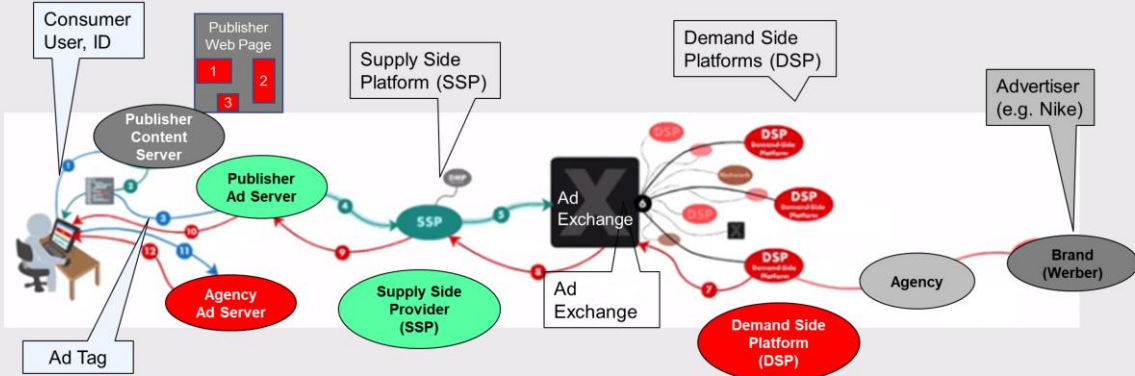 Consumer
User, ID
Publisher
Web Page
1
2
3
Supply Side
Platform (SSP)
Demand Side
Platforms (DSP)
Advertiser
(e.g. Nike)
Publisher
Content
Server
1
2
3
Publisher
Ad Server
4
DMP
SSP
5
Ad
Exchange
X
6
DSP
DSP
Demand-Side
Platform
Network
DSP
DSP
Demand-Side
Platform
X
DSP
Demand-Side
Platform
7
8
9
10
11
12
Agency
Ad Server
Supply Side
Provider
(SSP)
Ad
Exchange
Demand Side
Platform
(DSP)
Agency
Brand
(Werber)
Ad Tag